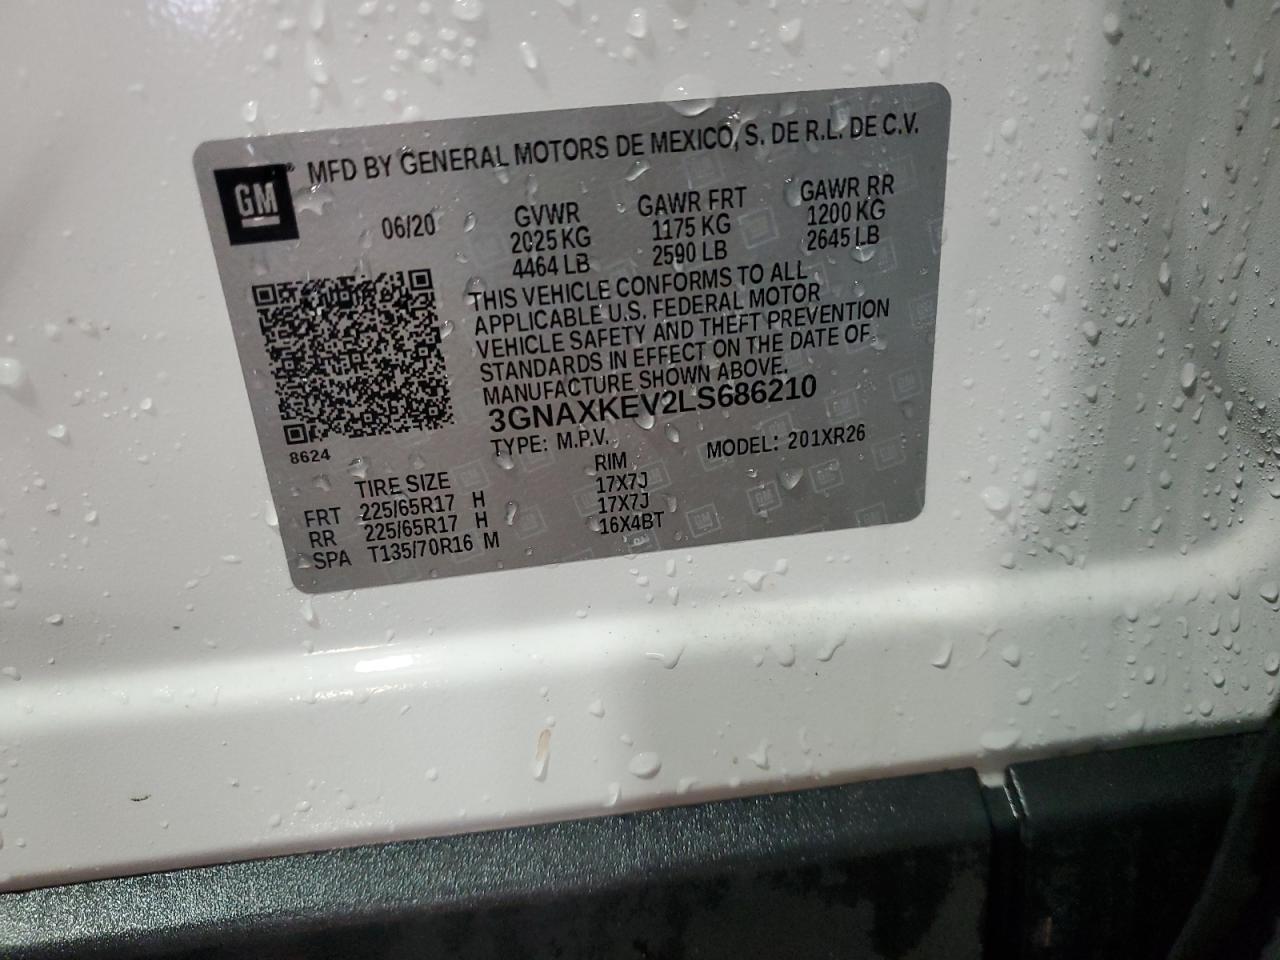 GM® MFD BY GENERAL MOTORS DE MEXICO, S. DE R.L. DE C.V.
06/20 GVWR GAWR FRT GAWR RR
2025 KG 1175 KG 1200 KG
4464 LB 2590 LB 2645 LB
THIS VEHICLE CONFORMS TO ALL
APPLICABLE U.S. FEDERAL MOTOR
VEHICLE SAFETY AND THEFT PREVENTION
STANDARDS IN EFFECT ON THE DATE OF
MANUFACTURE SHOWN ABOVE.
3GNAXKEV2LS686210
8624
TYPE: M.P.V. MODEL: 201XR26
TIRE SIZE RIM
FRT 225/65R17 H 17X7J
RR 225/65R17 H 17X7J
SPA T135/70R16 M 16X4BT